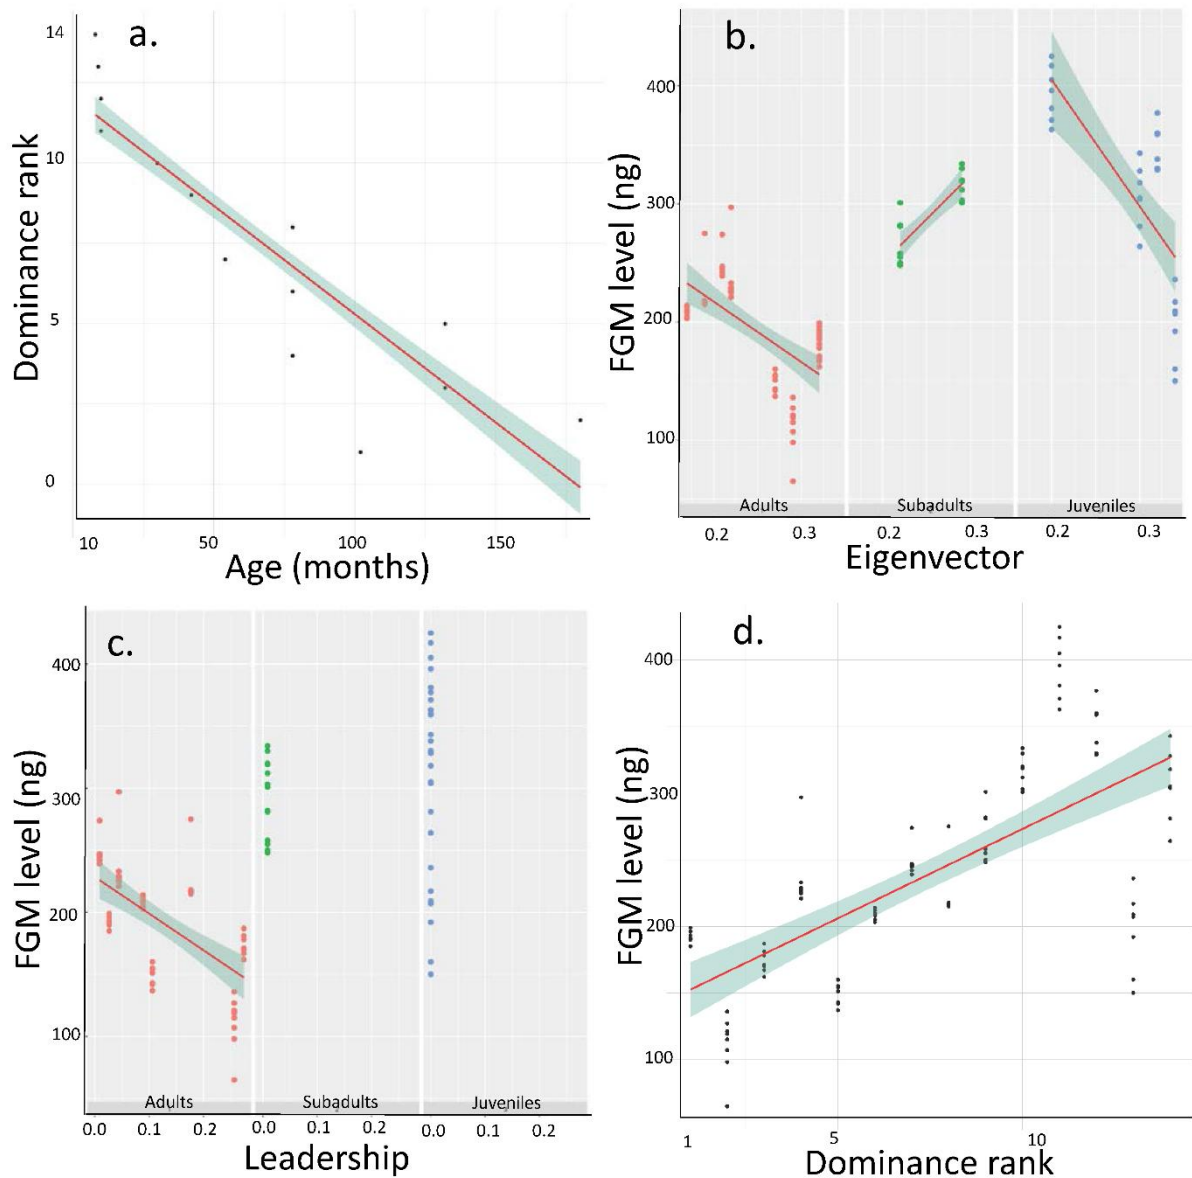 a.
Dominance rank
14
10
5
0
10 50 100 150
Age (months)
b.
FGM level (ng)
400
300
200
100
Adults Subadults Juveniles
0.2 0.3 0.2 0.3 0.2 0.3
Eigenvector
c.
FGM level (ng)
400
300
200
100
Adults Subadults Juveniles
0.0 0.1 0.2 0.0 0.1 0.2 0.0 0.1 0.2
Leadership
d.
FGM level (ng)
400
300
200
100
1 5 10
Dominance rank